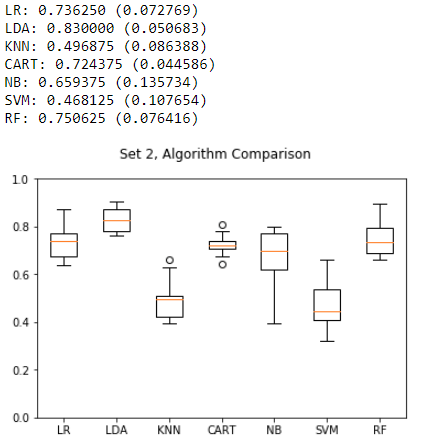 LR: 0.736250 (0.072769)
LDA: 0.830000 (0.050683)
KNN: 0.496875 (0.086388)
CART: 0.724375 (0.044586)
NB: 0.659375 (0.135734)
SVM: 0.468125 (0.107654)
RF: 0.750625 (0.076416)
Set 2, Algorithm Comparison
1.0
0.8
0.6
0.4
0.2
0.0
LR LDA KNN CART NB SVM RF